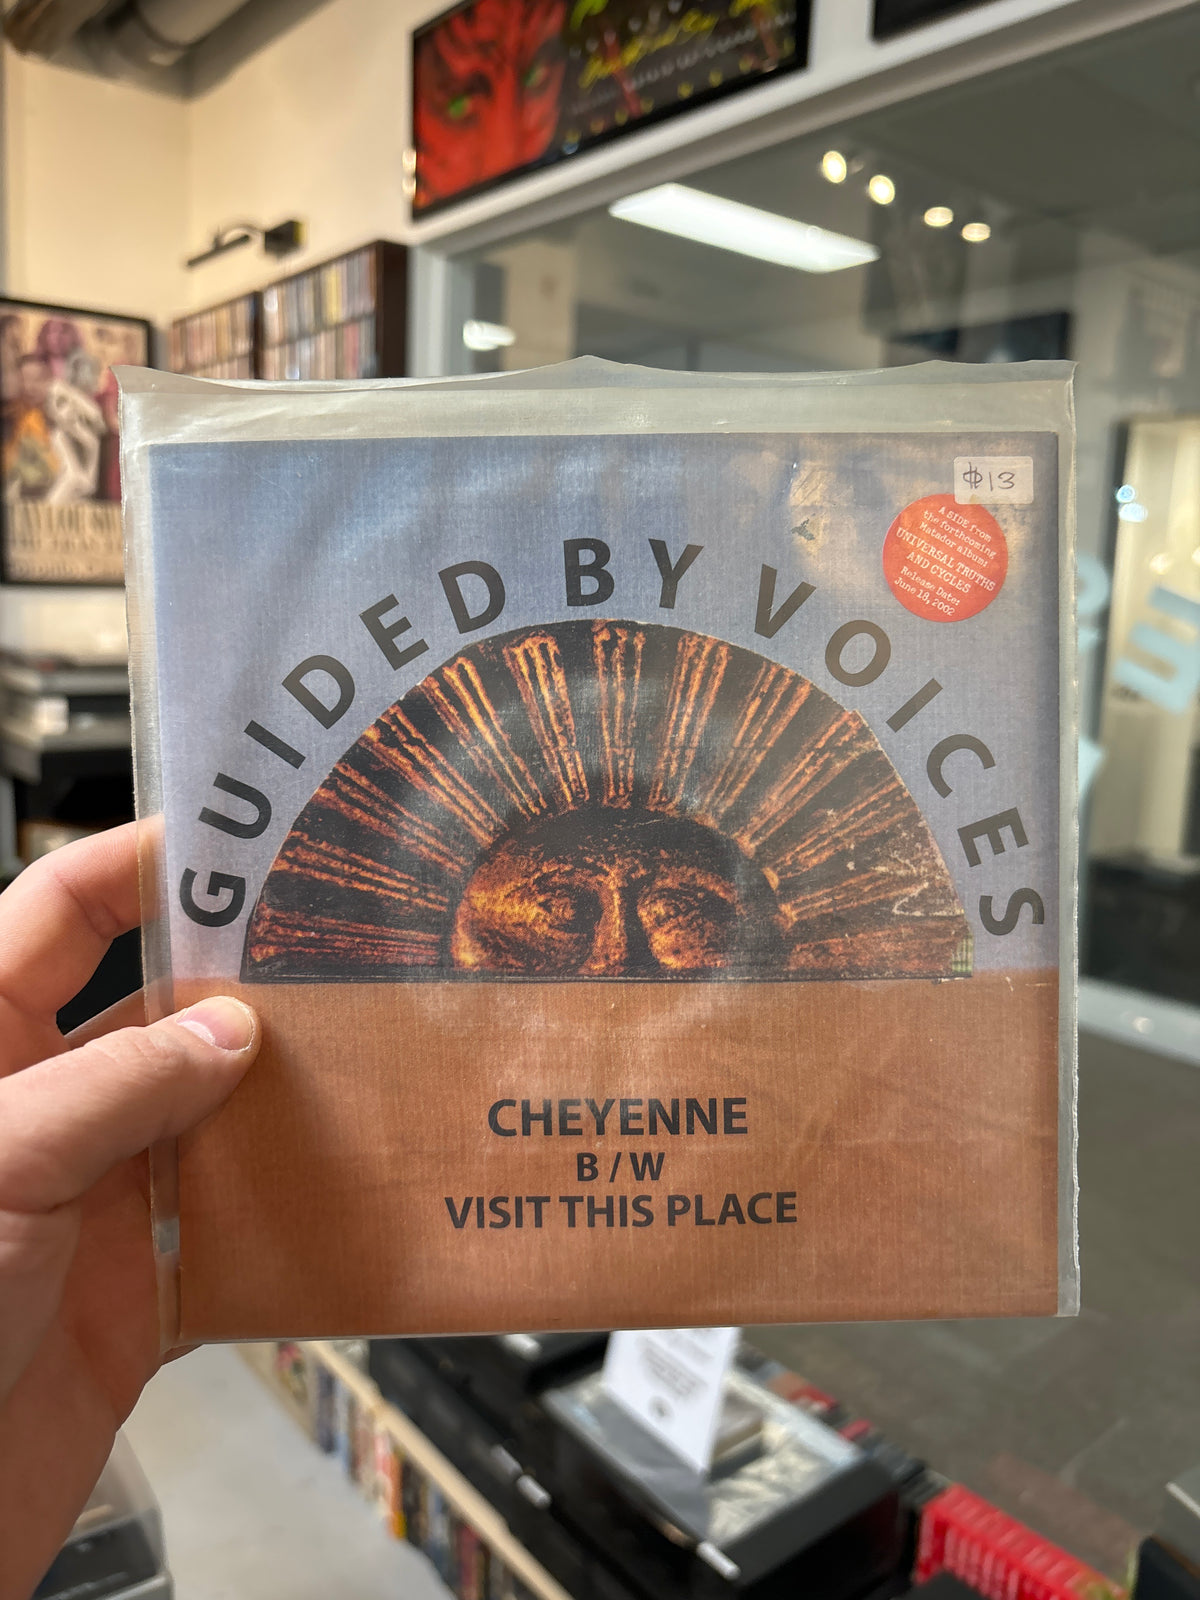 $13
A SIDE from
the forthcoming
Matador album:
UNIVERSAL TRUTHS
AND CYCLES
Release Date:
June 18, 2002
GUIDED BY VOICES
CHEYENNE
B/W
VISIT THIS PLACE